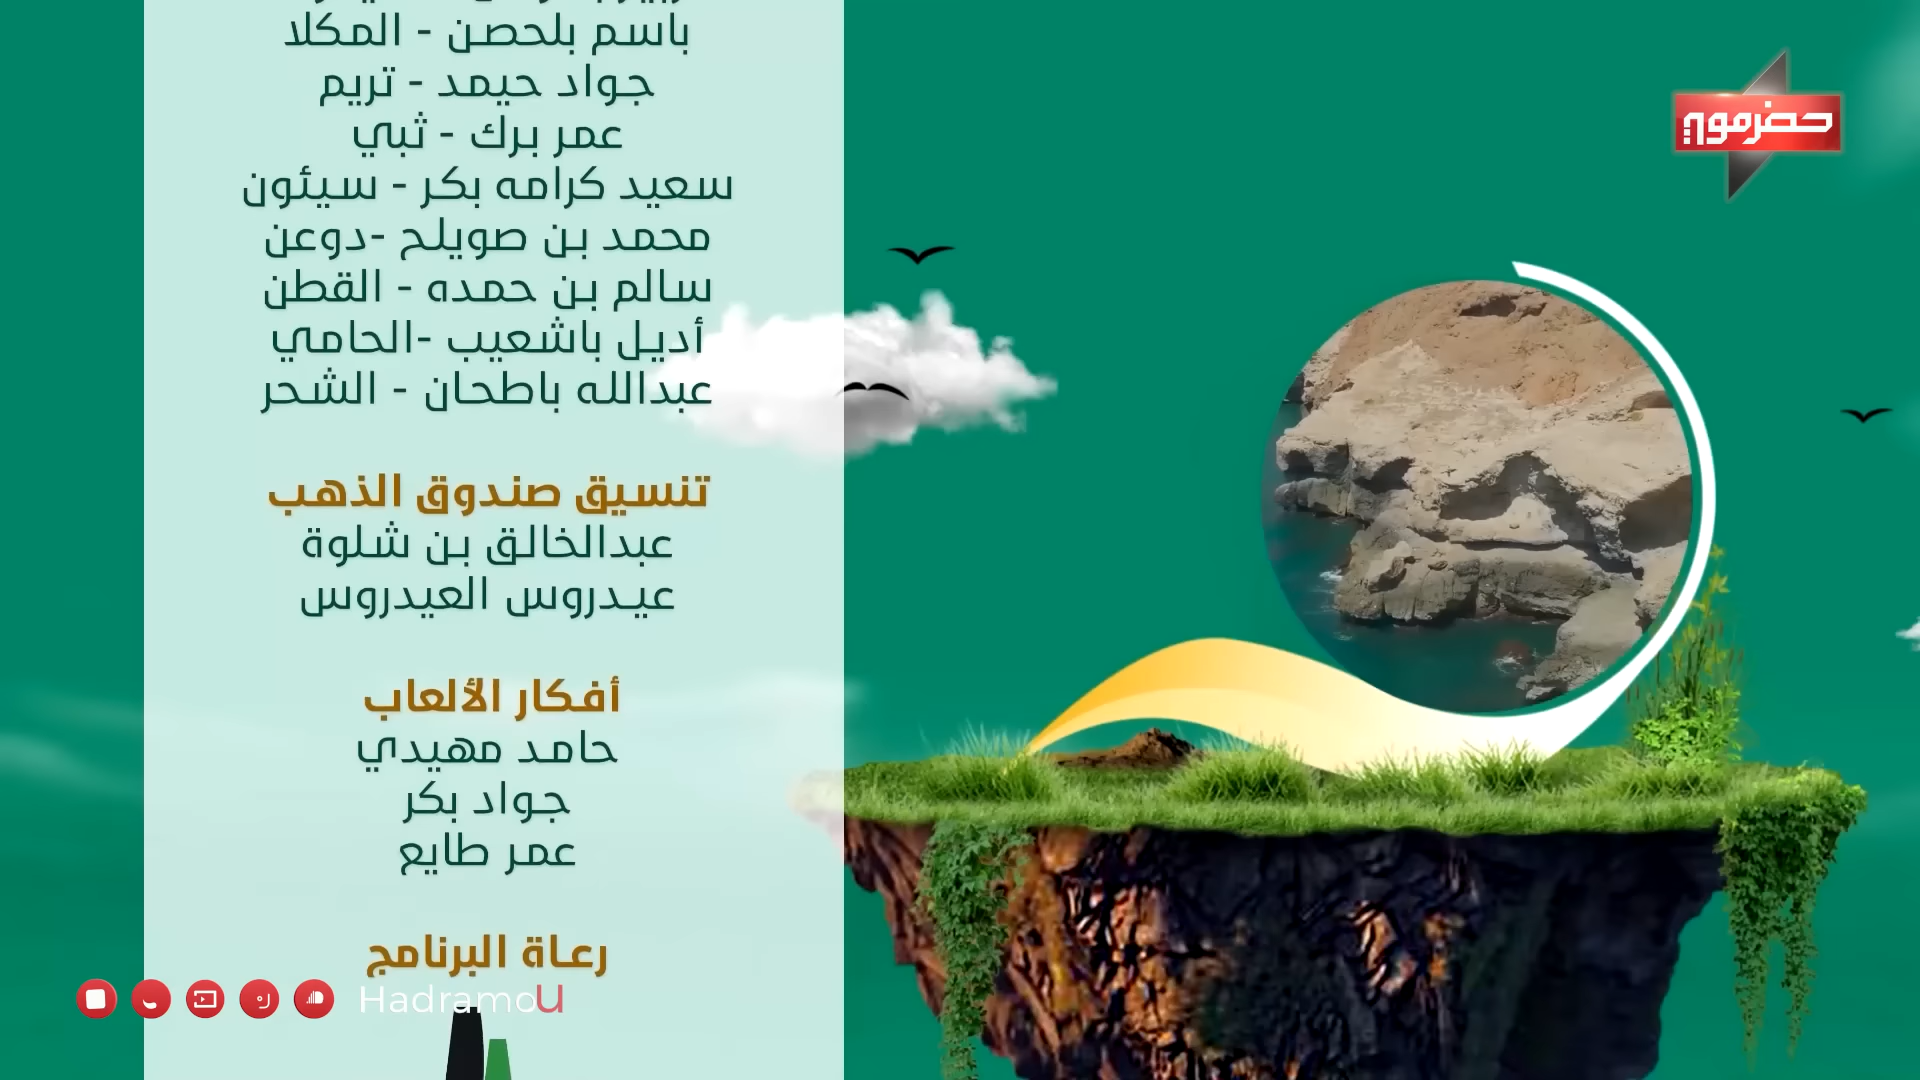 باسم بلحصن - المكلا
جواد حيمد - تريم
عمر برك - ثبي
سعيد كرامه بكر - سيئون
محمد بن صويلح -دوعن
سالم بن حمده - القطن
أديل باشعيب -الحامي
عبدالله باطحان - الشحر
تنسيق صندوق الذهب
عبدالخالق بن شلوة
عيدروس العيدروس
أفكار الألعاب
حامد مهيدي
جواد بكر
عمر طايع
رعاة البرنامج
حضرموت
HadramoU